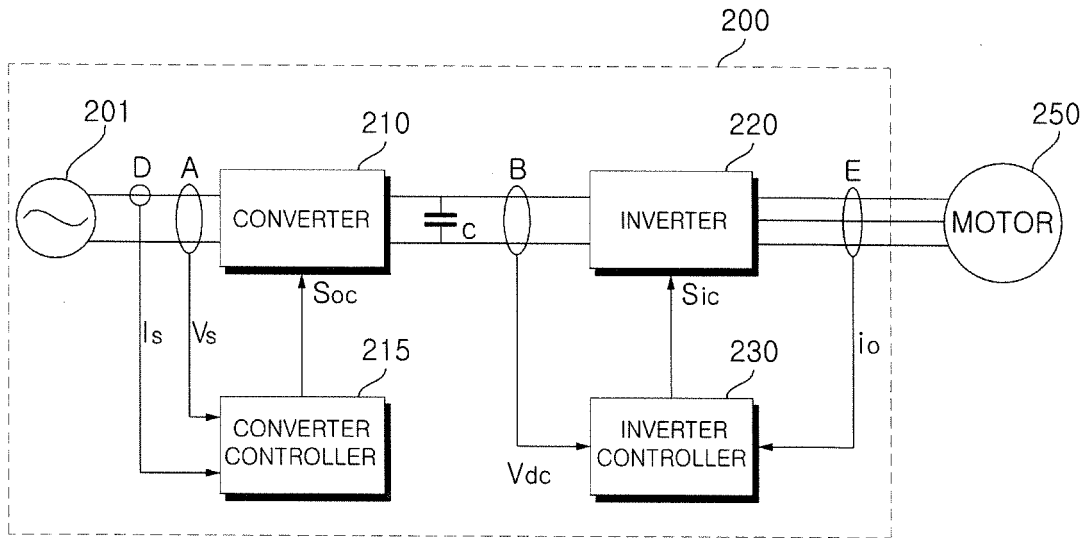 200
201
210
220
250
D
A
B
E
CONVERTER
C
INVERTER
MOTOR
Soc
Sic
Is
Vs
io
215
230
CONVERTER
CONTROLLER
INVERTER
CONTROLLER
Vdc